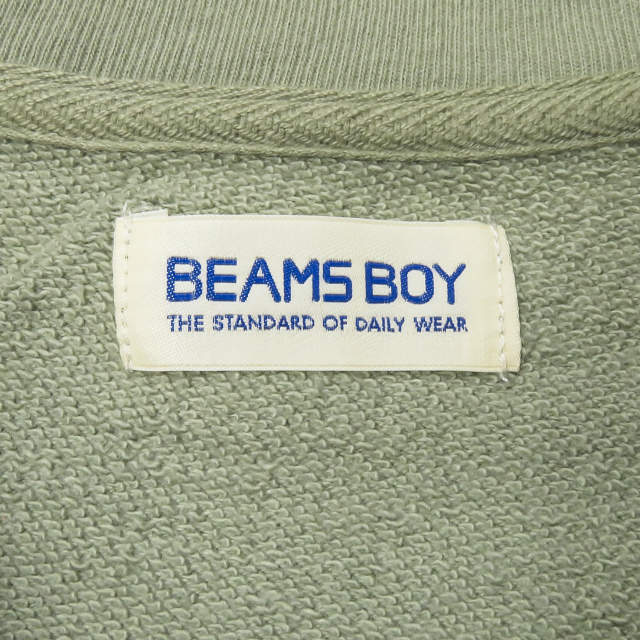 BEAMS BOY
THE STANDARD OF DAILY WEAR